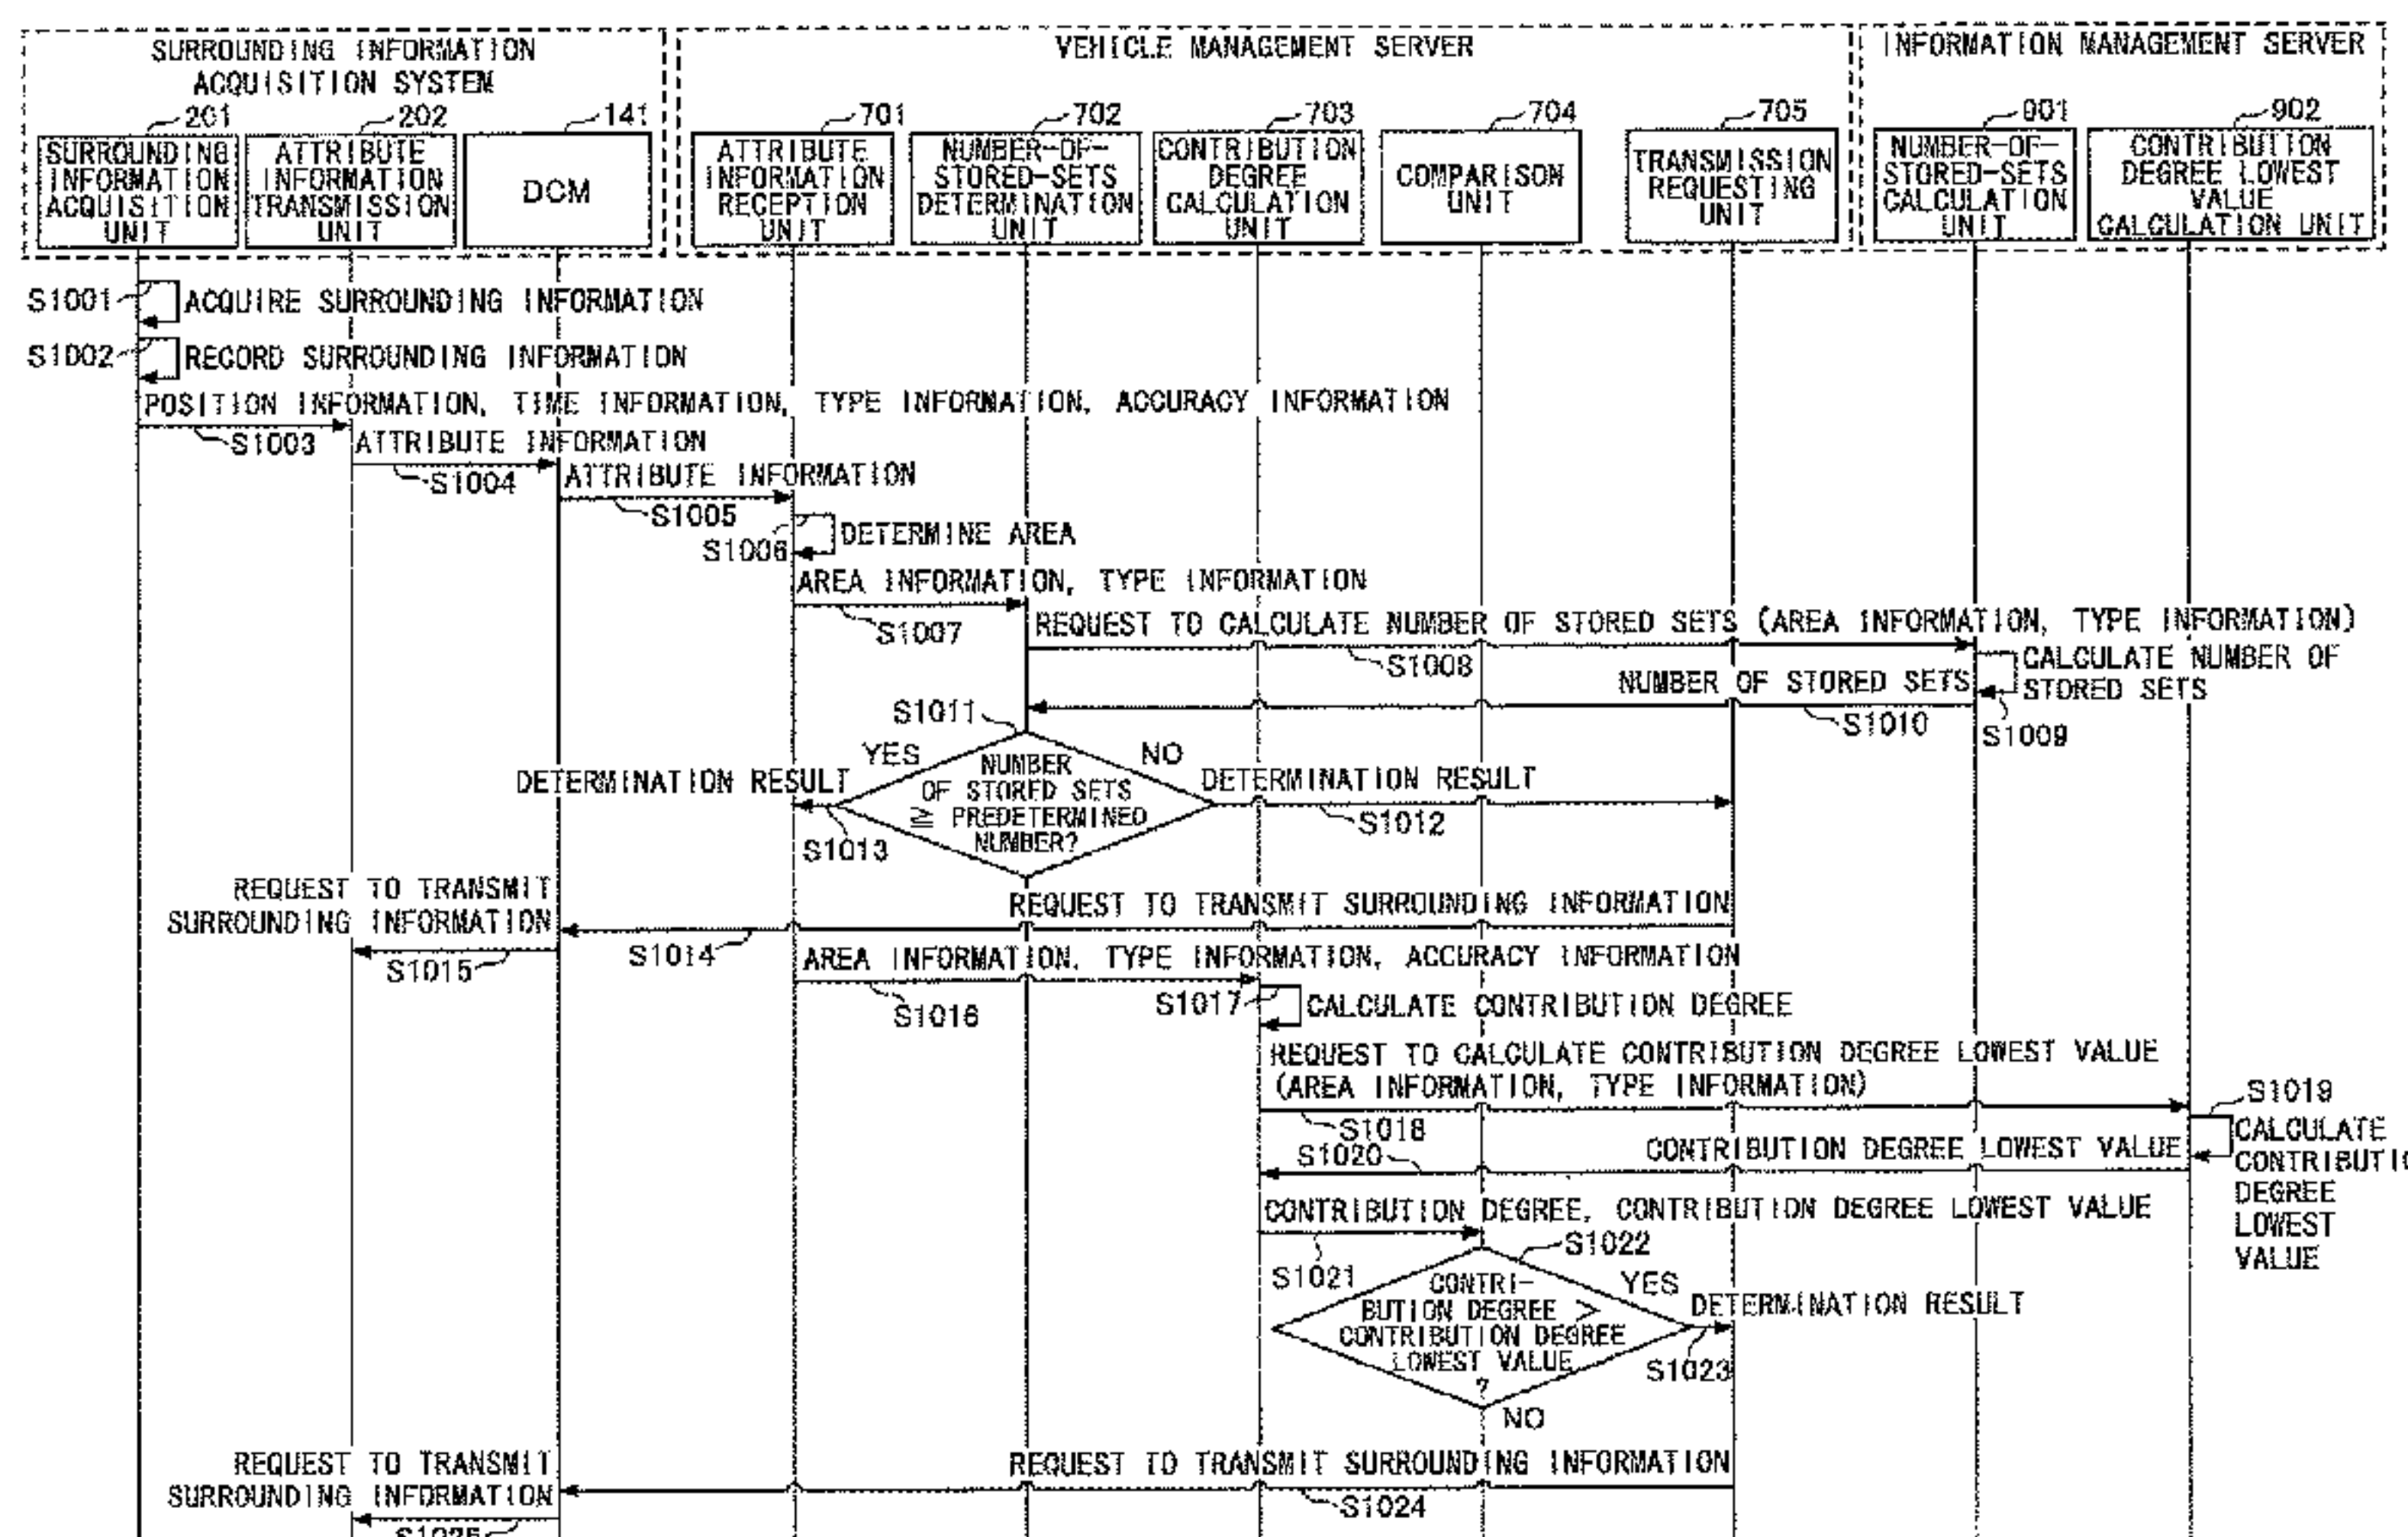 SURROUNDING INFORMATION
ACQUISITION SYSTEM
VEHICLE MANAGEMENT SERVER
INFORMATION MANAGEMENT SERVER
201
202
141
701
702
703
704
705
901
902
SURROUNDING
INFORMATION
ACQUISITION
UNIT
ATTRIBUTE
INFORMATION
TRANSMISSION
UNIT
DCM
ATTRIBUTE
INFORMATION
RECEPTION
UNIT
NUMBER-OF-
STORED-SETS
DETERMINATION
UNIT
CONTRIBUTION
DEGREE
CALCULATION
UNIT
COMPARISON
UNIT
TRANSMISSION
REQUESTING
UNIT
NUMBER-OF-
STORED-SETS
CALCULATION
UNIT
CONTRIBUTION
DEGREE LOWEST
VALUE
CALCULATION UNIT
S1001
ACQUIRE SURROUNDING INFORMATION
S1002
RECORD SURROUNDING INFORMATION
POSITION INFORMATION, TIME INFORMATION, TYPE INFORMATION, ACCURACY INFORMATION
S1003
ATTRIBUTE INFORMATION
S1004
ATTRIBUTE INFORMATION
S1005
S1006
DETERMINE AREA
AREA INFORMATION, TYPE INFORMATION
S1007
REQUEST TO CALCULATE NUMBER OF STORED SETS (AREA INFORMATION, TYPE INFORMATION)
S1008
CALCULATE NUMBER OF
STORED SETS
NUMBER OF STORED SETS
S1010
S1009
S1011
YES
NO
NUMBER
OF STORED SETS
≧ PREDETERMINED
NUMBER?
DETERMINATION RESULT
DETERMINATION RESULT
S1012
S1013
REQUEST TO TRANSMIT
SURROUNDING INFORMATION
REQUEST TO TRANSMIT SURROUNDING INFORMATION
S1015
S1014
AREA INFORMATION, TYPE INFORMATION, ACCURACY INFORMATION
S1016
S1017
CALCULATE CONTRIBUTION DEGREE
REQUEST TO CALCULATE CONTRIBUTION DEGREE LOWEST VALUE
(AREA INFORMATION, TYPE INFORMATION)
S1018
S1019
CALCULATE
CONTRIBUTIO
DEGREE
LOWEST
VALUE
S1020
CONTRIBUTION DEGREE LOWEST VALUE
CONTRIBUTION DEGREE, CONTRIBUTION DEGREE LOWEST VALUE
S1021
S1022
CONTRI-
BUTION DEGREE >
CONTRIBUTION DEGREE
LOWEST VALUE
?
YES
DETERMINATION RESULT
S1023
NO
REQUEST TO TRANSMIT
SURROUNDING INFORMATION
REQUEST TO TRANSMIT SURROUNDING INFORMATION
S1024
S1025